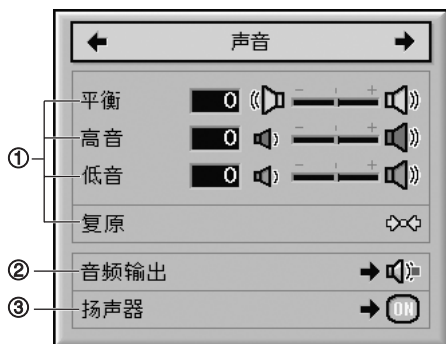 声音
① 平衡 0 - +
高音 0 - +
低音 0 - +
复原
② 音频输出
③ 扬声器 ON